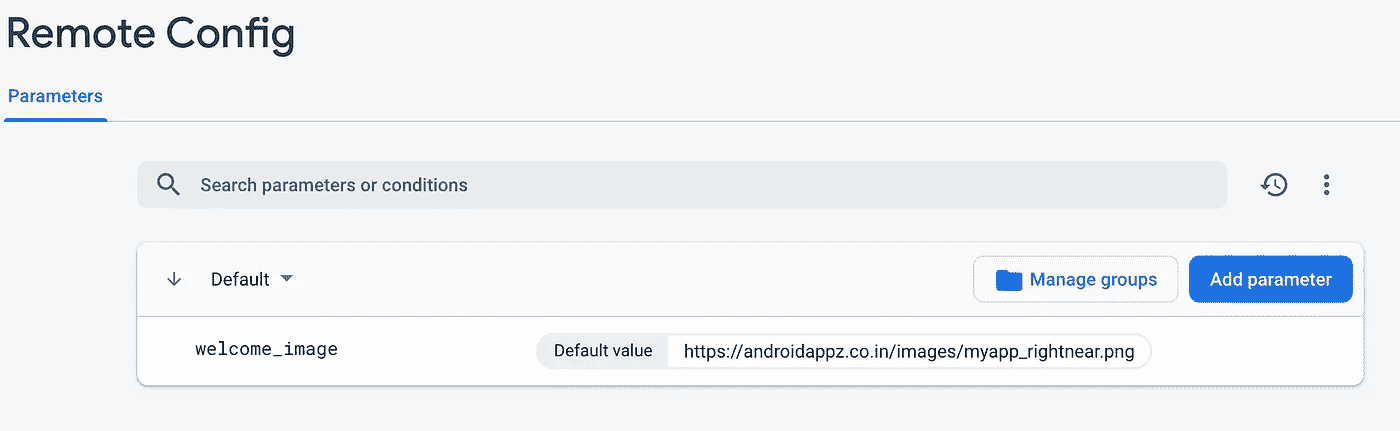 Remote Config
Parameters
Search parameters or conditions
Default Manage groups Add parameter
welcome_image Default value https://androidappz.co.in/images/myapp_rightnear.png